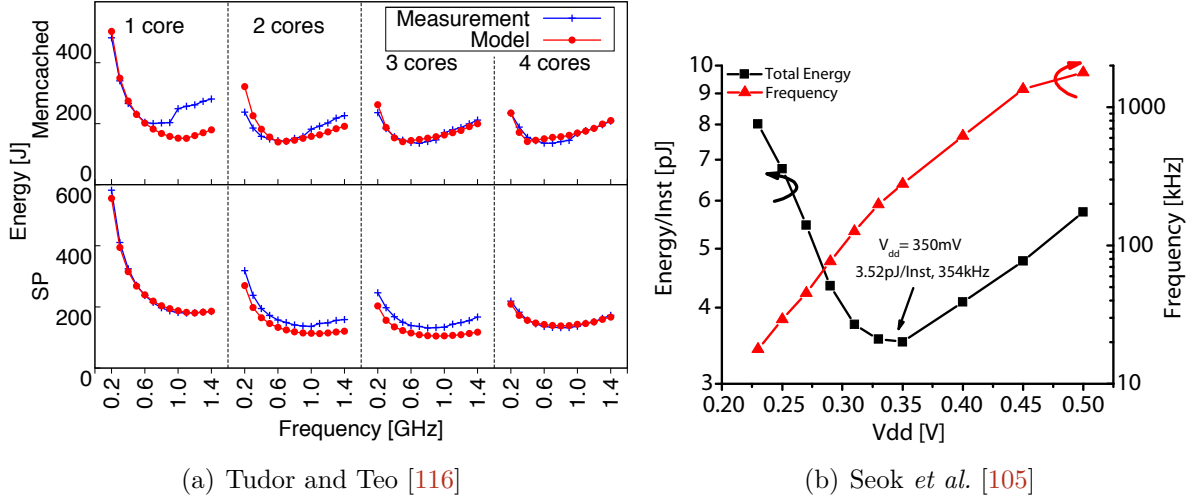 1 core
2 cores
3 cores
4 cores
Measurement
Model
Energy [J]
Memcached
400
200
0
SP
600
400
200
0
0.2
0.6
1.0
1.4
0.2
0.6
1.0
1.4
0.2
0.6
1.0
1.4
0.2
0.6
1.0
1.4
Frequency [GHz]
(a) Tudor and Teo [116]
Total Energy
Frequency
Energy/Inst [pJ]
10
9
8
7
6
5
4
3
V_dd= 350mV
3.52pJ/Inst, 354kHz
1000
100
10
Frequency [kHz]
0.20
0.25
0.30
0.35
0.40
0.45
0.50
Vdd [V]
(b) Seok et al. [105]